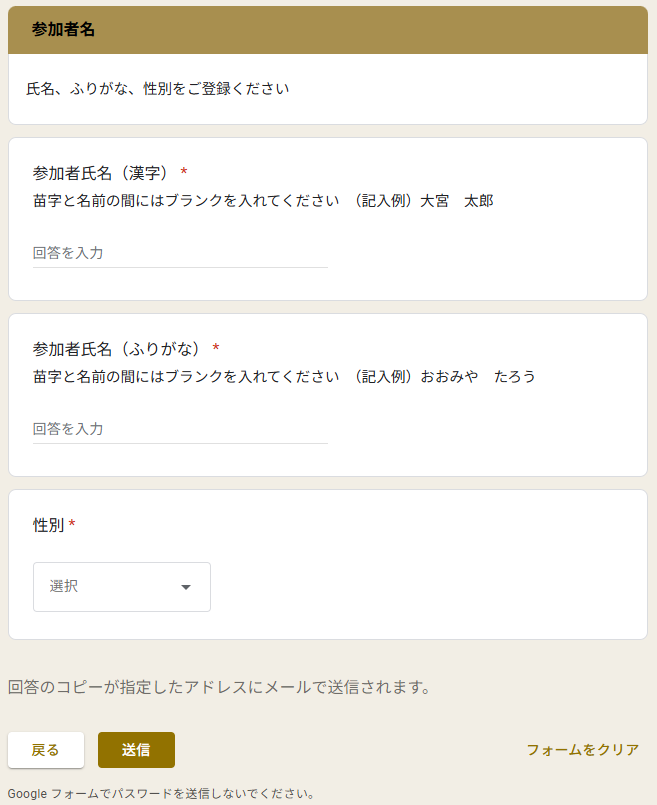 参加者名
氏名、ふりがな、性別をご登録ください
参加者氏名（漢字） *
苗字と名前の間にはブランクを入れてください　（記入例）大宮　太郎
回答を入力
参加者氏名（ふりがな） *
苗字と名前の間にはブランクを入れてください　（記入例）おおみや　たろう
回答を入力
性別 *
選択
回答のコピーが指定したアドレスにメールで送信されます。
戻る 送信 フォームをクリア
Google フォームでパスワードを送信しないでください。